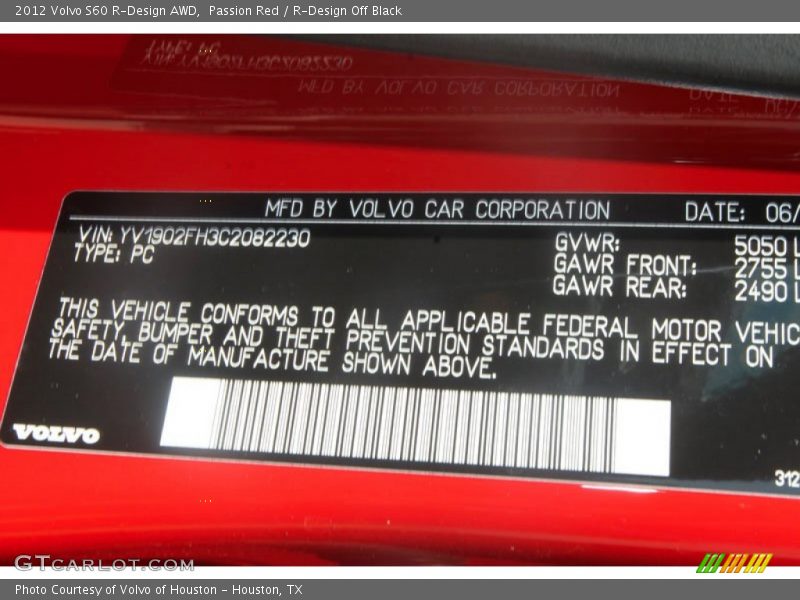 2012 Volvo S60 R-Design AWD, Passion Red / R-Design Off Black
MFD BY VOLVO CAR CORPORATION DATE: 06/
VIN: YV1902FH3C2082230
TYPE: PC
GVWR: 5050 L
GAWR FRONT: 2755 L
GAWR REAR: 2490 L
THIS VEHICLE CONFORMS TO ALL APPLICABLE FEDERAL MOTOR VEHIC
SAFETY, BUMPER AND THEFT PREVENTION STANDARDS IN EFFECT ON
THE DATE OF MANUFACTURE SHOWN ABOVE.
VOLVO
312
GTCARLOT.COM
Photo Courtesy of Volvo of Houston - Houston, TX